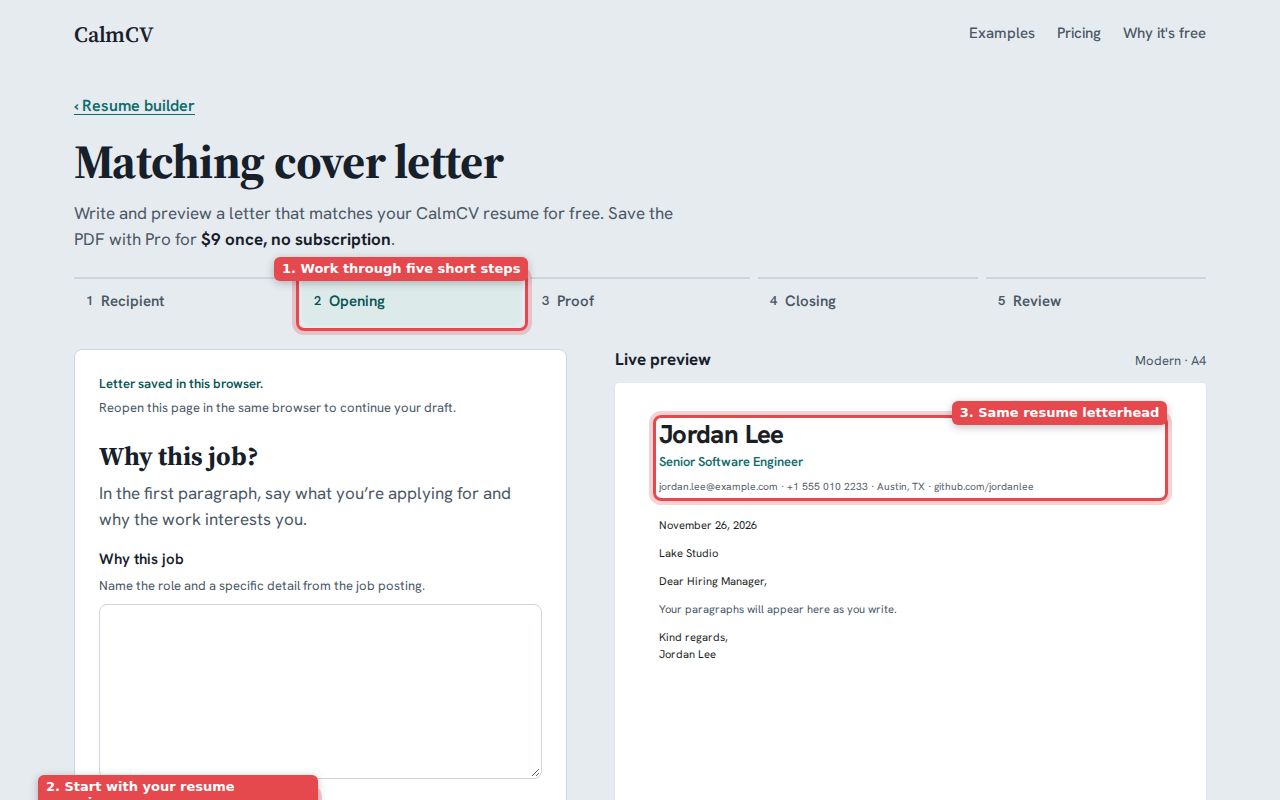 CalmCV
Examples
Pricing
Why it's free
‹ Resume builder
Matching cover letter
Write and preview a letter that matches your CalmCV resume for free. Save the
PDF with Pro for $9 once, no subscription.
1. Work through five short steps
1 Recipient
2 Opening
3 Proof
4 Closing
5 Review
Letter saved in this browser.
Reopen this page in the same browser to continue your draft.
Why this job?
In the first paragraph, say what you’re applying for and
why the work interests you.
Why this job
Name the role and a specific detail from the job posting.
2. Start with your resume
Live preview
Modern · A4
3. Same resume letterhead
Jordan Lee
Senior Software Engineer
jordan.lee@example.com · +1 555 010 2233 · Austin, TX · github.com/jordanlee
November 26, 2026
Lake Studio
Dear Hiring Manager,
Your paragraphs will appear here as you write.
Kind regards,
Jordan Lee